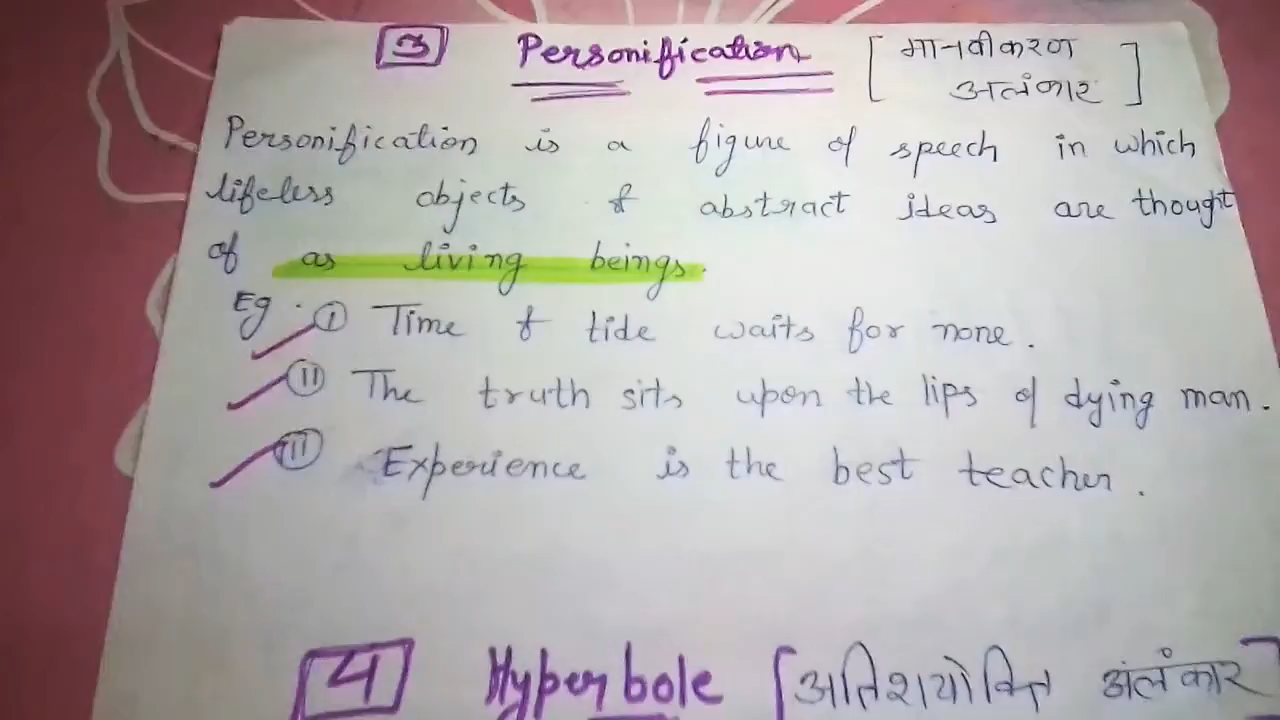 3 Personification [मानवीकरण
अलंकार]
Personification is a figure of speech in which
lifeless objects & abstract ideas are thought
of as living beings.
Eg. (I) Time & tide waits for none.
(II) The truth sits upon the lips of dying man.
(III) Experience is the best teacher.
4 Hyperbole [अतिशयोक्ति अंलंकार]